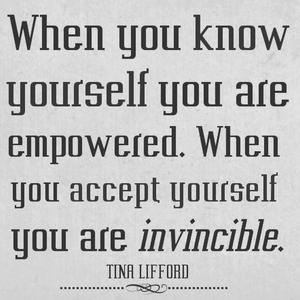 When you know
yourself you are
empowered. When
you accept yourself
you are invincible.
TINA LIFFORD